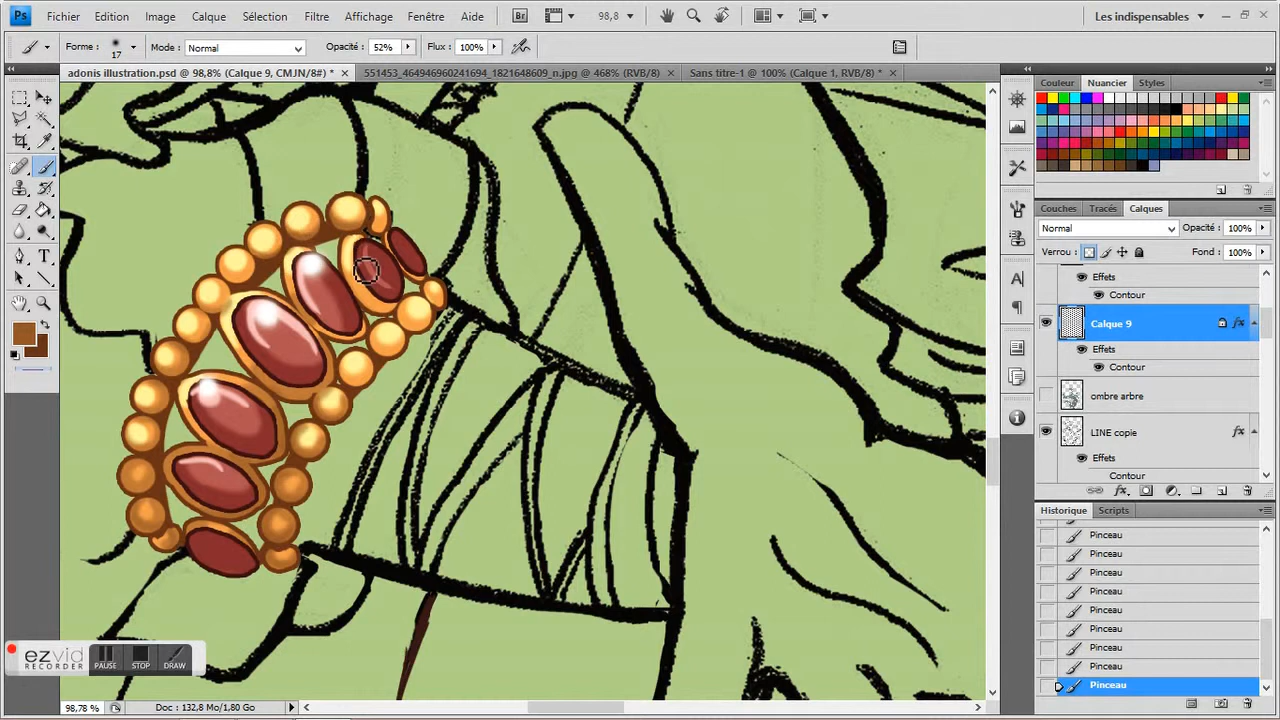 Ps Fichier Edition Image Calque Sélection Filtre Affichage Fenêtre Aide Br 98,8 Les indispensables
Forme : 17 Mode : Normal Opacité : 52% Flux : 100%
adonis illustration.psd @ 98,8% (Calque 9, CMJN/8#) * × 551453_464946960241694_1821648609_n.jpg @ 468% (RVB/8) × Sans titre-1 @ 100% (Calque 1, RVB/8) * ×
Couleur Nuancier Styles
Couches Tracés Calques
Normal Opacité : 100%
Verrou : Fond : 100%
Effets
Contour
Calque 9 fx
Effets
Contour
ombre arbre
LINE copie fx
Effets
Contour
Historique Scripts
Pinceau
Pinceau
Pinceau
Pinceau
Pinceau
Pinceau
Pinceau
Pinceau
Pinceau
ezvid
RECORDER
PAUSE STOP DRAW
98,78 % Doc : 132,8 Mo/1,80 Go